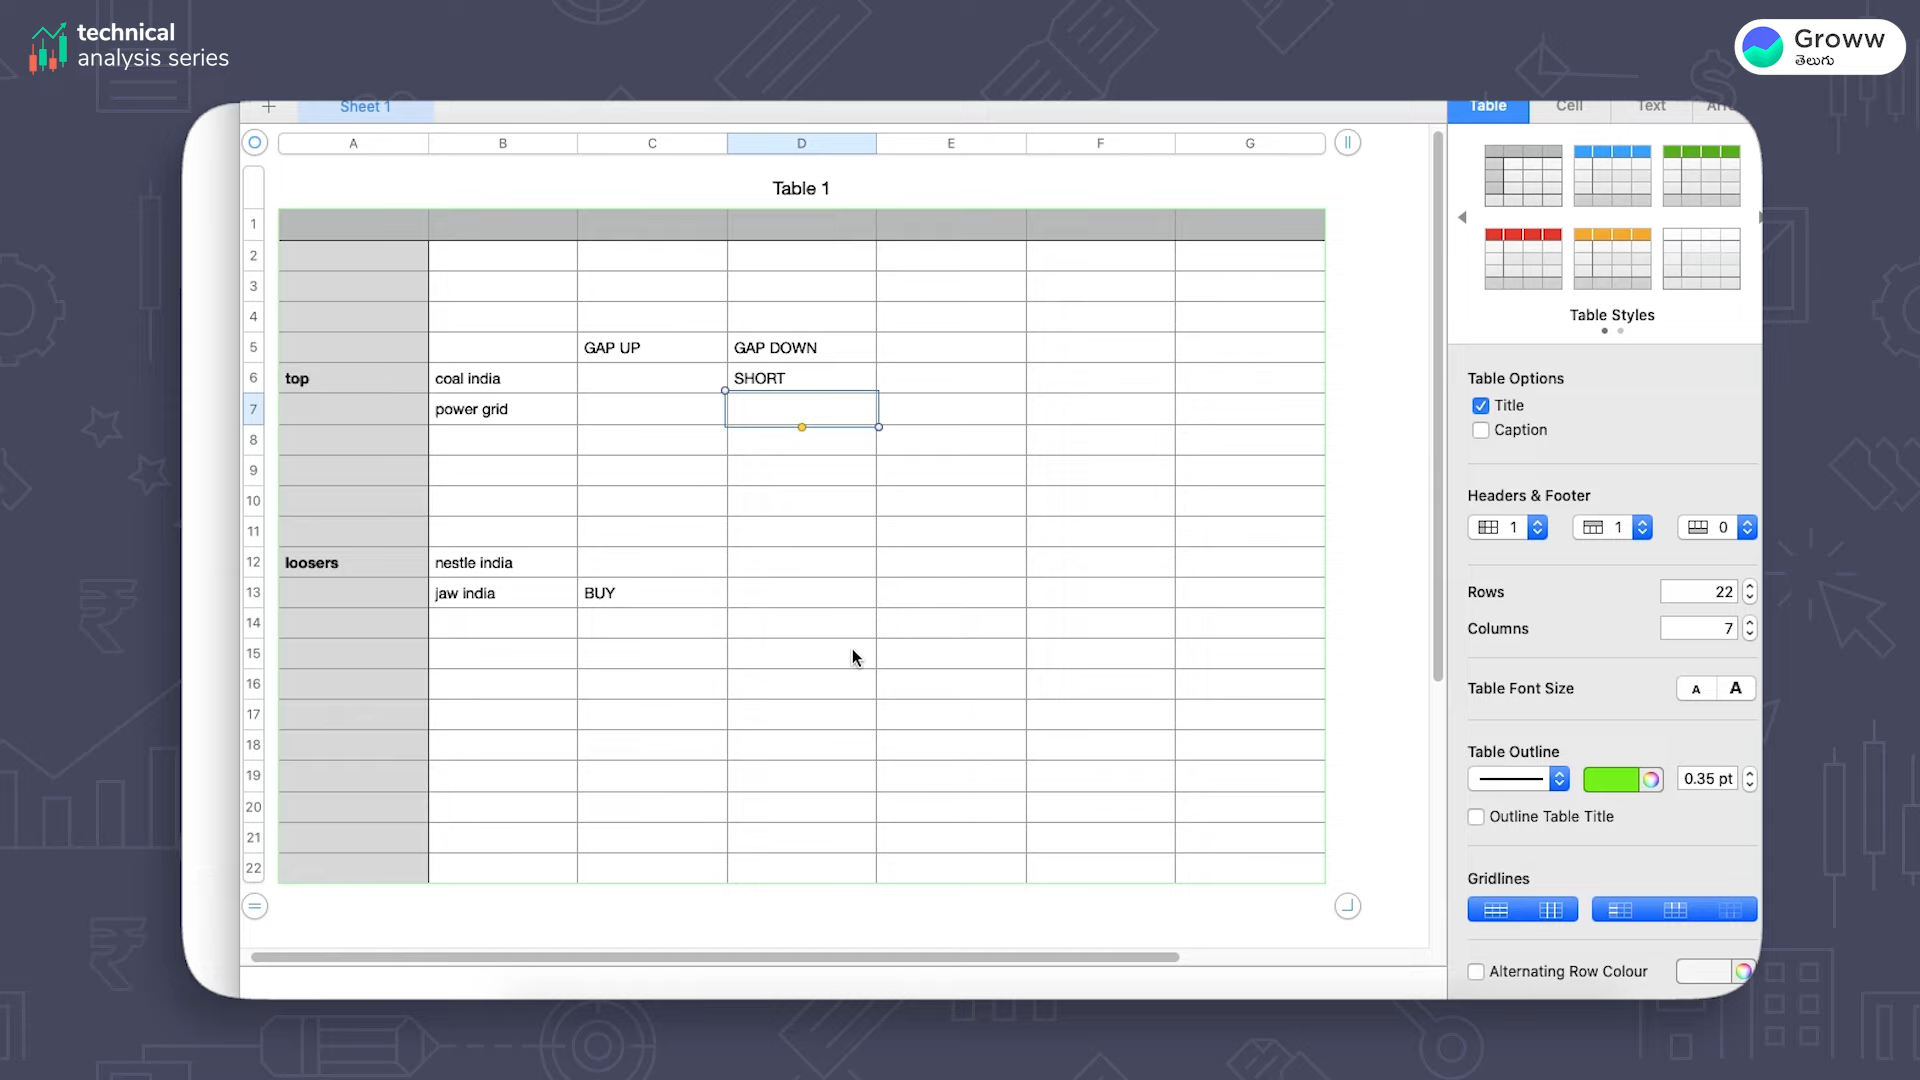 technical
analysis series
Groww
తెలుగు
Sheet 1
Table Cell Text
A B C D E F G
Table 1
1
2
3
4
5 GAP UP GAP DOWN
6 top coal india SHORT
7 power grid
8
9
10
11
12 loosers nestle india
13 jaw india BUY
14
15
16
17
18
19
20
21
22
Table Styles
Table Options
Title
Caption
Headers & Footer
1 1 0
Rows 22
Columns 7
Table Font Size A A
Table Outline
0.35 pt
Outline Table Title
Gridlines
Alternating Row Colour